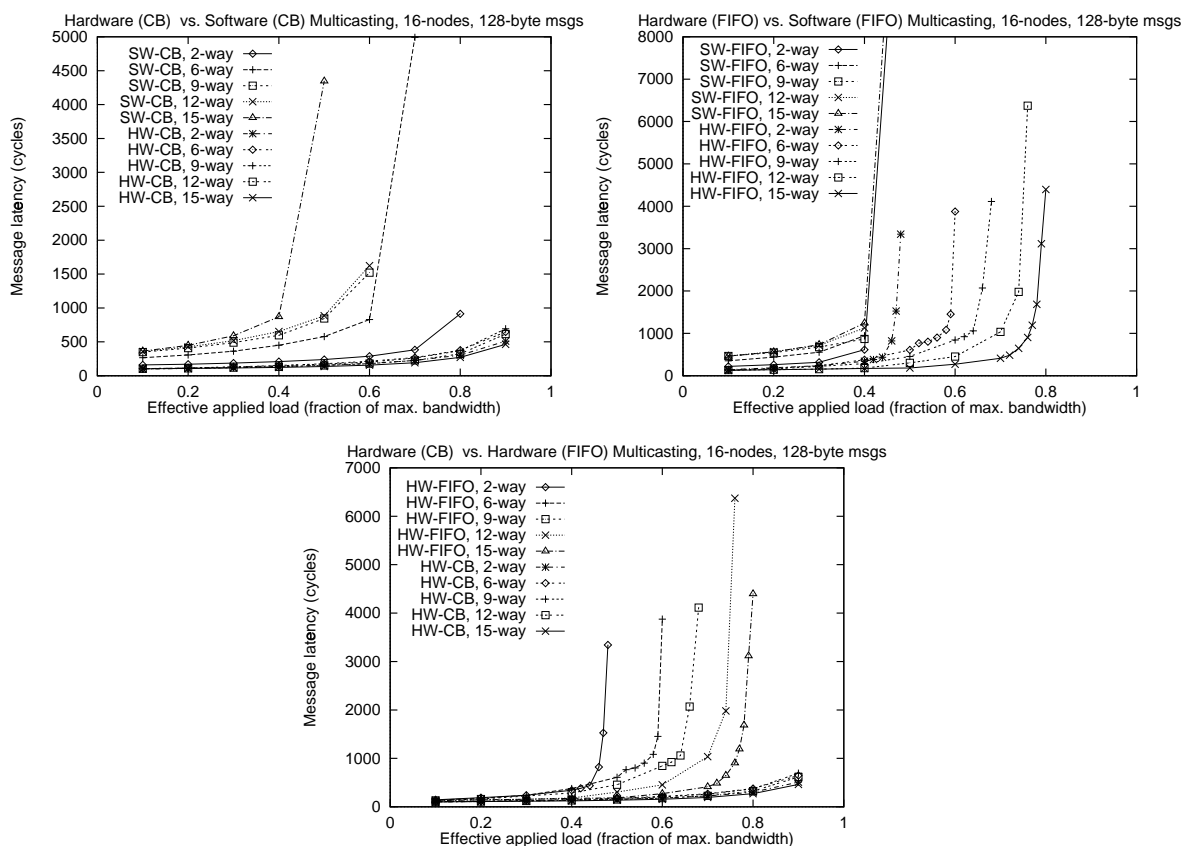 Hardware (CB) vs. Software (CB) Multicasting, 16-nodes, 128-byte msgs
5000
4500
4000
3500
3000
2500
2000
1500
1000
500
0
Message latency (cycles)
SW-CB, 2-way
SW-CB, 6-way
SW-CB, 9-way
SW-CB, 12-way
SW-CB, 15-way
HW-CB, 2-way
HW-CB, 6-way
HW-CB, 9-way
HW-CB, 12-way
HW-CB, 15-way
0 0.2 0.4 0.6 0.8 1
Effective applied load (fraction of max. bandwidth)
Hardware (FIFO) vs. Software (FIFO) Multicasting, 16-nodes, 128-byte msgs
8000
7000
6000
5000
4000
3000
2000
1000
0
Message latency (cycles)
SW-FIFO, 2-way
SW-FIFO, 6-way
SW-FIFO, 9-way
SW-FIFO, 12-way
SW-FIFO, 15-way
HW-FIFO, 2-way
HW-FIFO, 6-way
HW-FIFO, 9-way
HW-FIFO, 12-way
HW-FIFO, 15-way
0 0.2 0.4 0.6 0.8 1
Effective applied load (fraction of max. bandwidth)
Hardware (CB) vs. Hardware (FIFO) Multicasting, 16-nodes, 128-byte msgs
7000
6000
5000
4000
3000
2000
1000
0
Message latency (cycles)
HW-FIFO, 2-way
HW-FIFO, 6-way
HW-FIFO, 9-way
HW-FIFO, 12-way
HW-FIFO, 15-way
HW-CB, 2-way
HW-CB, 6-way
HW-CB, 9-way
HW-CB, 12-way
HW-CB, 15-way
0 0.2 0.4 0.6 0.8 1
Effective applied load (fraction of max. bandwidth)